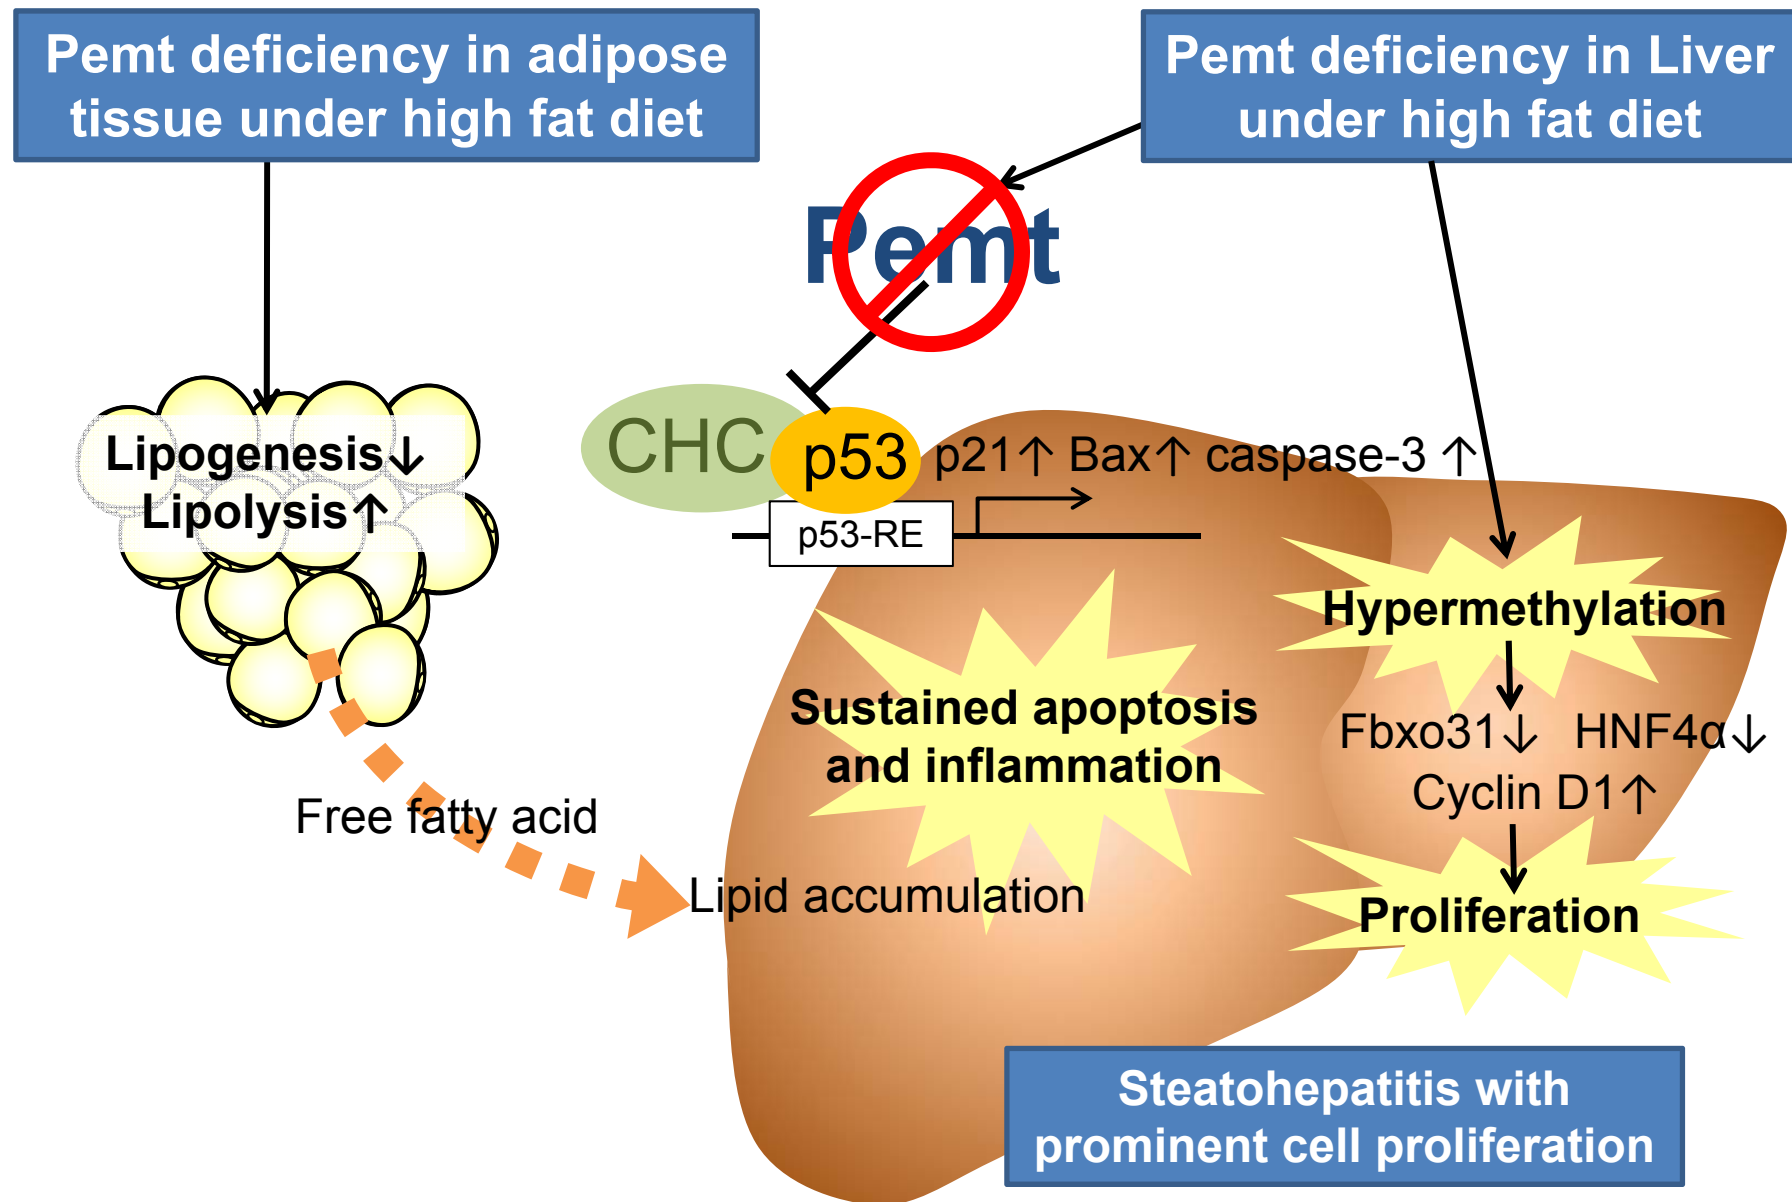 Pemt deficiency in adipose
tissue under high fat diet
Pemt deficiency in Liver
under high fat diet
Pemt
Lipogenesis↓
Lipolysis↑
CHC
p53
p21↑ Bax↑ caspase-3 ↑
p53-RE
Hypermethylation
Sustained apoptosis
and inflammation
Fbxo31↓ HNF4α↓
Cyclin D1↑
Free fatty acid
Lipid accumulation
Proliferation
Steatohepatitis with
prominent cell proliferation